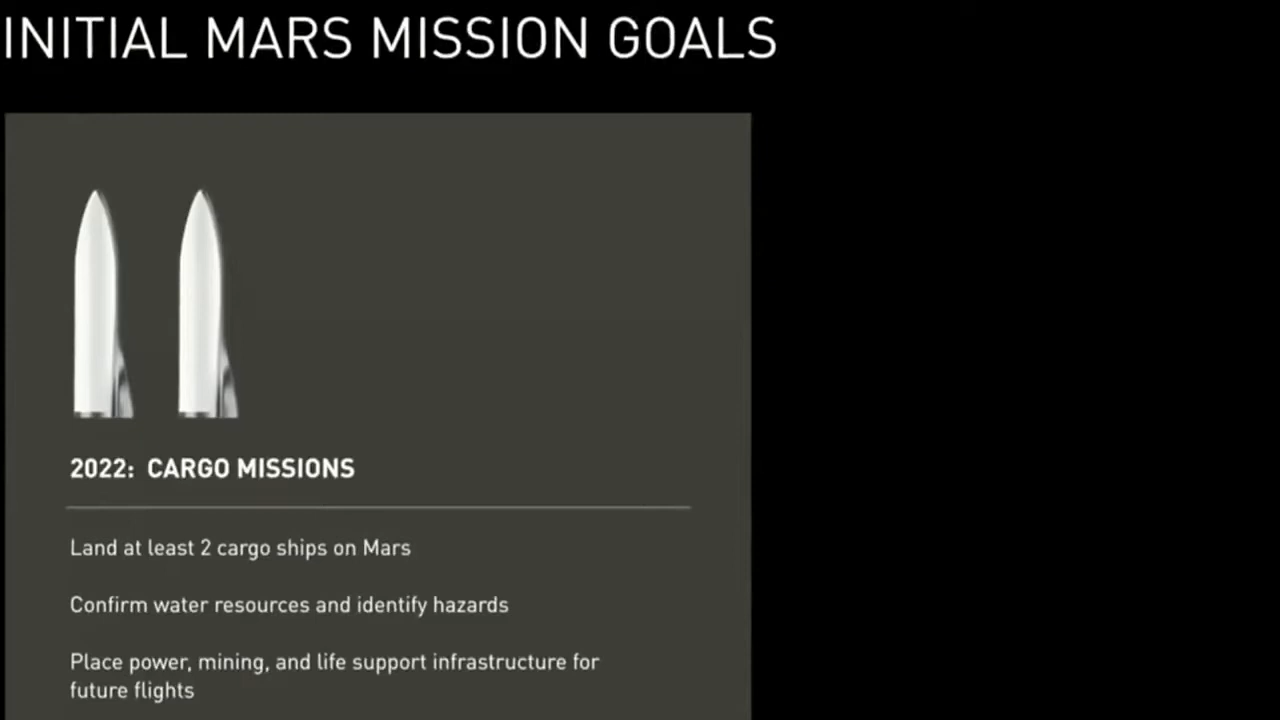 INITIAL MARS MISSION GOALS
2022: CARGO MISSIONS
Land at least 2 cargo ships on Mars
Confirm water resources and identify hazards
Place power, mining, and life support infrastructure for
future flights